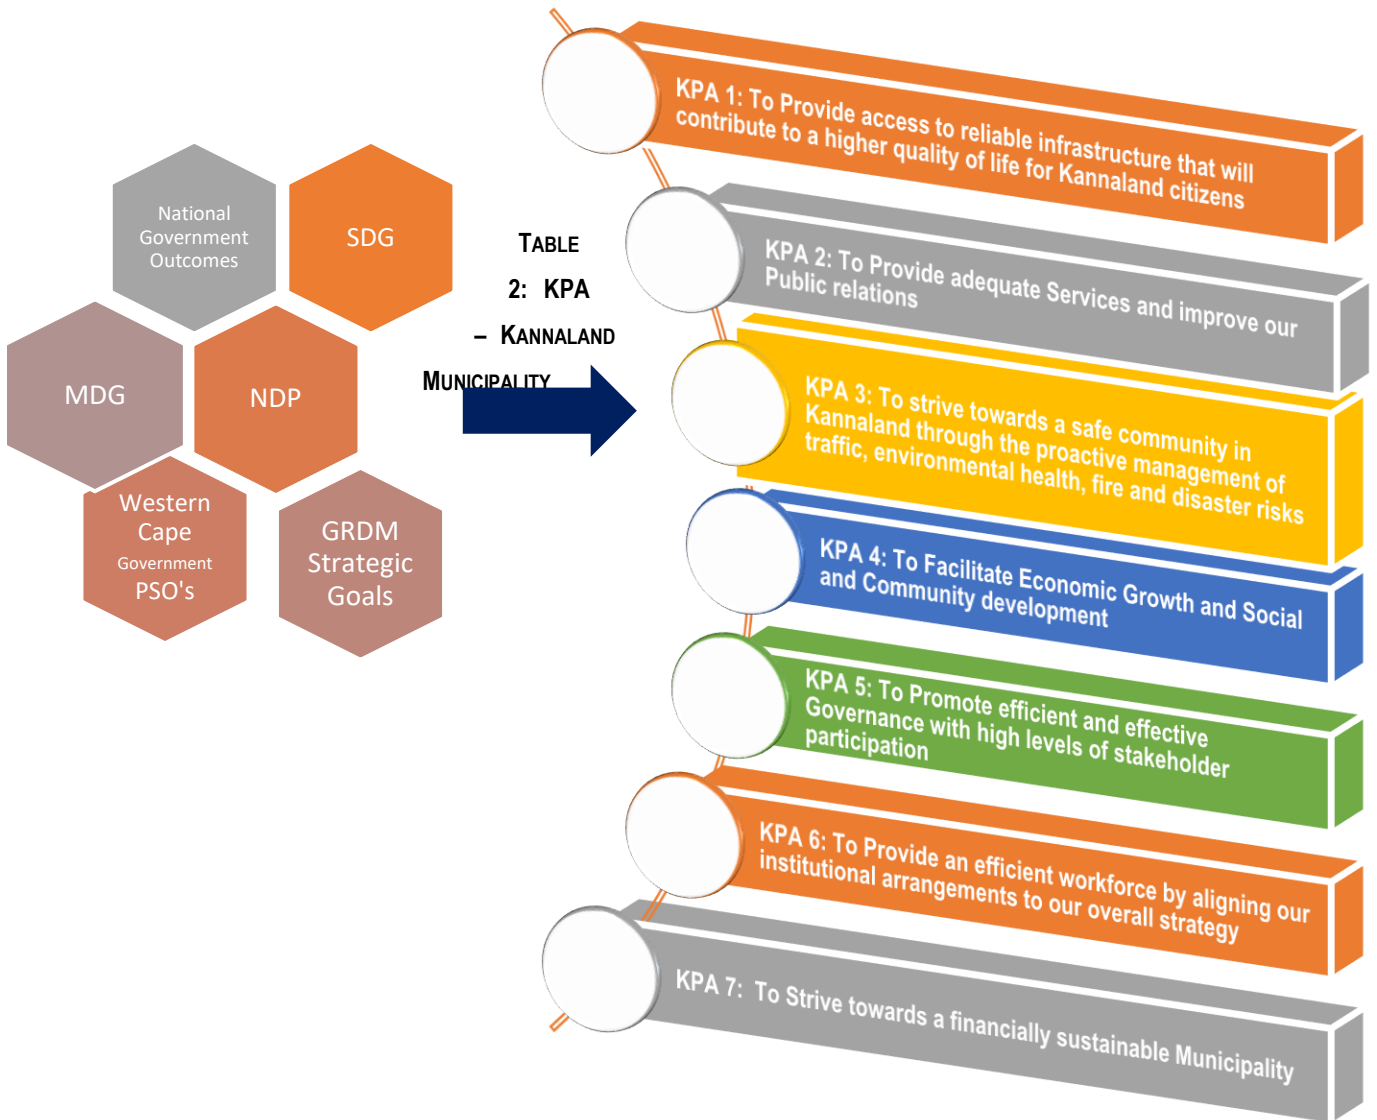 National
Government
Outcomes
SDG
MDG
NDP
Western
Cape
Government
PSO's
GRDM
Strategic
Goals
TABLE
2: KPA
– KANNALAND
MUNICIPALITY
KPA 1: To Provide access to reliable infrastructure that will
contribute to a higher quality of life for Kannaland citizens
KPA 2: To Provide adequate Services and improve our
Public relations
KPA 3: To strive towards a safe community in
Kannaland through the proactive management of
traffic, environmental health, fire and disaster risks
KPA 4: To Facilitate Economic Growth and Social
and Community development
KPA 5: To Promote efficient and effective
Governance with high levels of stakeholder
participation
KPA 6: To Provide an efficient workforce by aligning our
institutional arrangements to our overall strategy
KPA 7: To Strive towards a financially sustainable Municipality